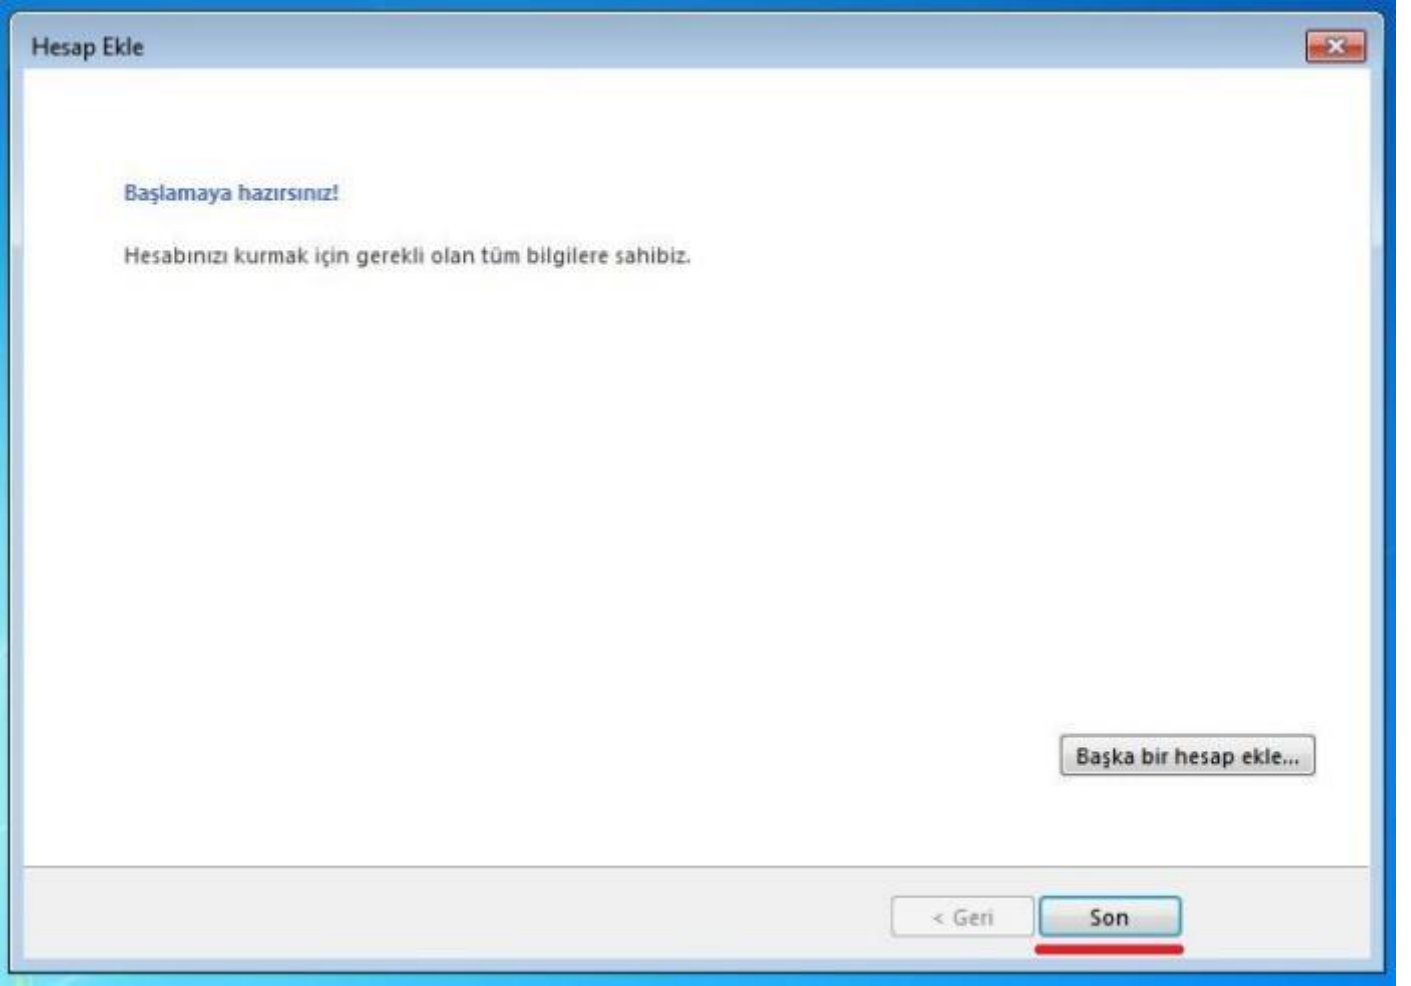 Hesap Ekle
Başlamaya hazırsınız!
Hesabınızı kurmak için gerekli olan tüm bilgilere sahibiz.
Başka bir hesap ekle...
< Geri
Son